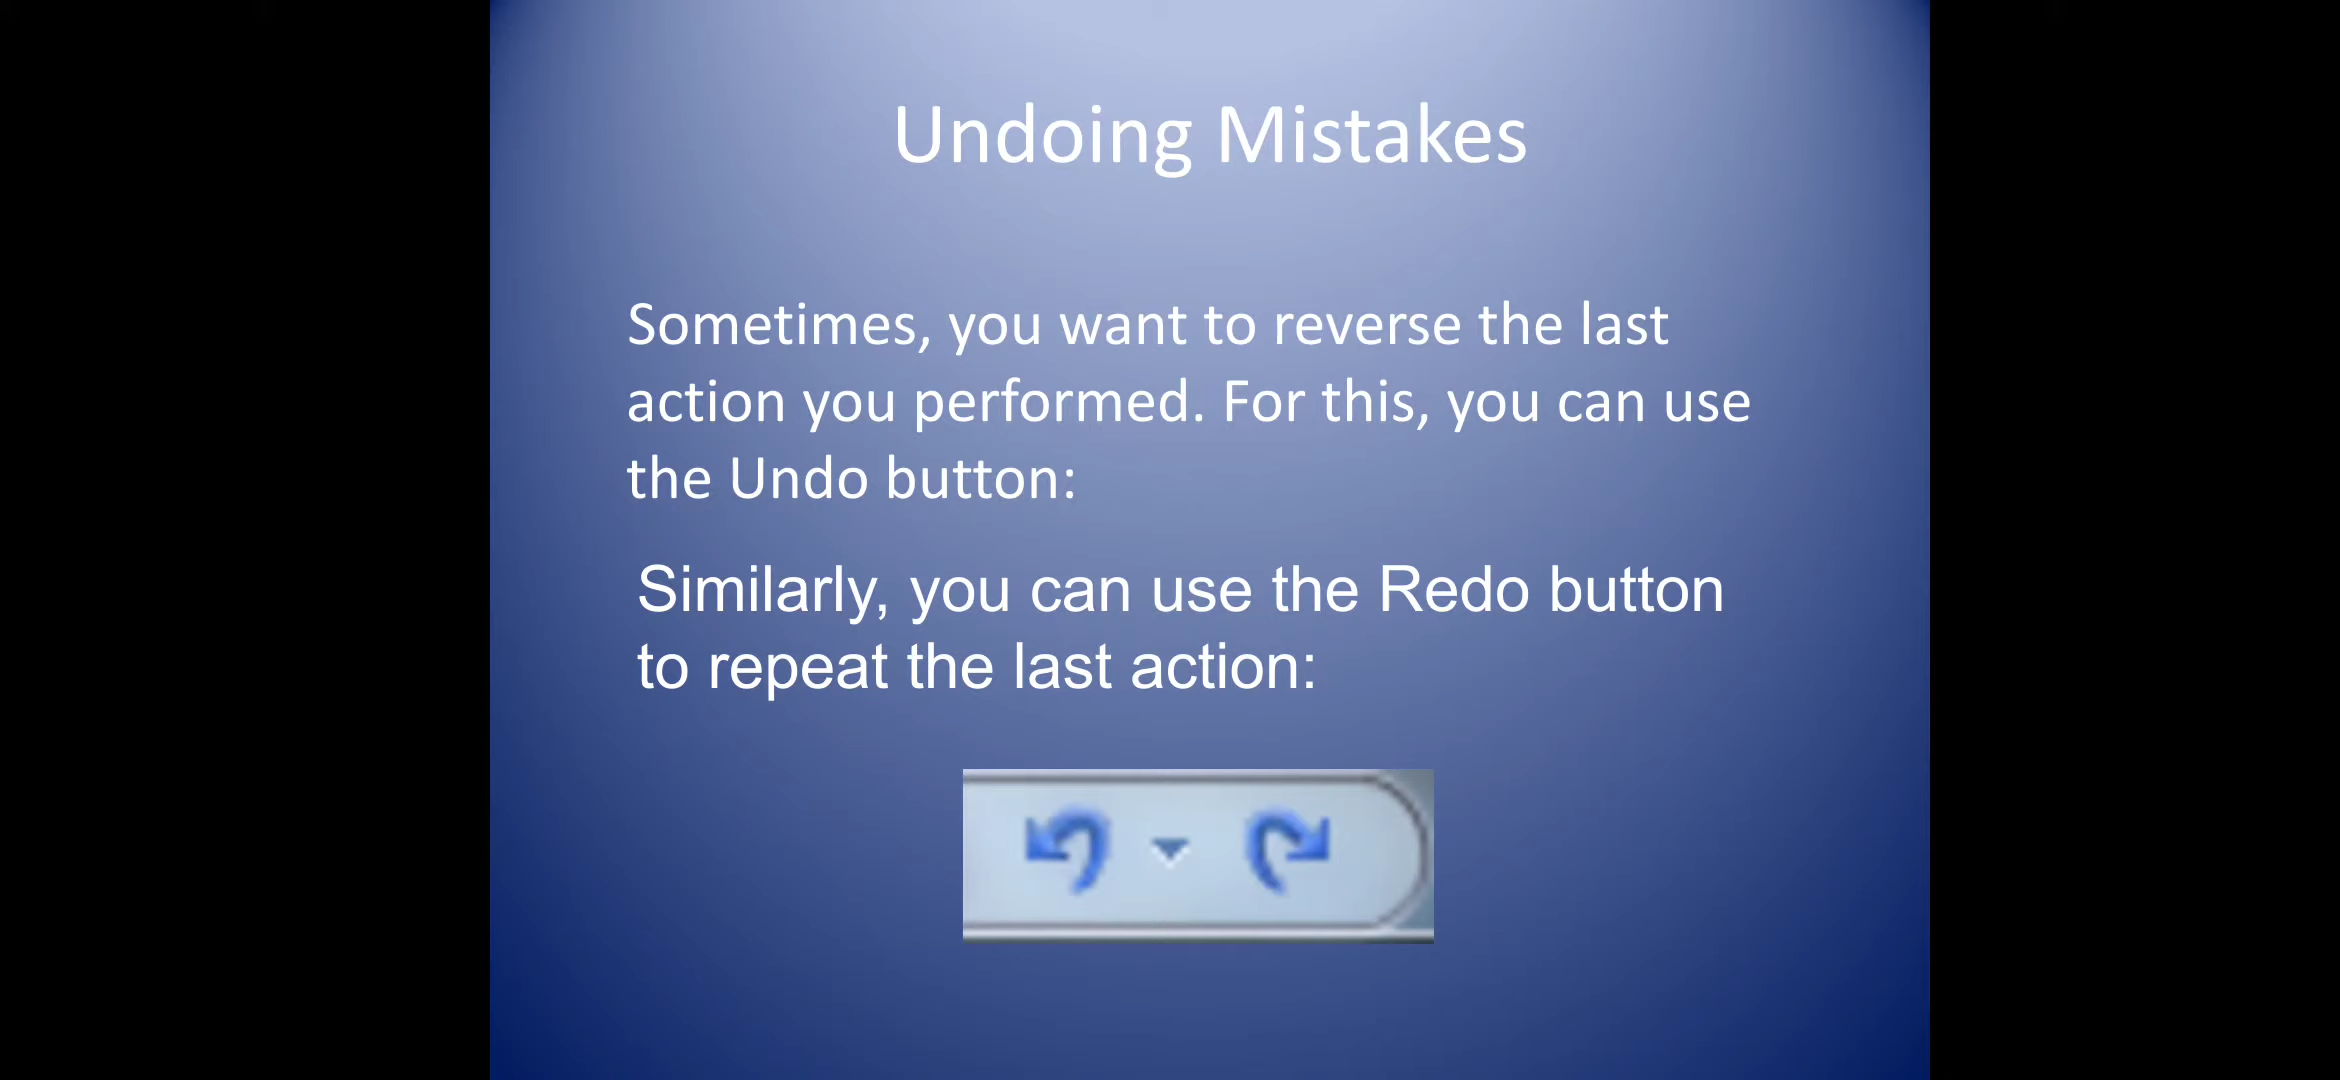 Undoing Mistakes
Sometimes, you want to reverse the last
action you performed. For this, you can use
the Undo button:
Similarly, you can use the Redo button
to repeat the last action: